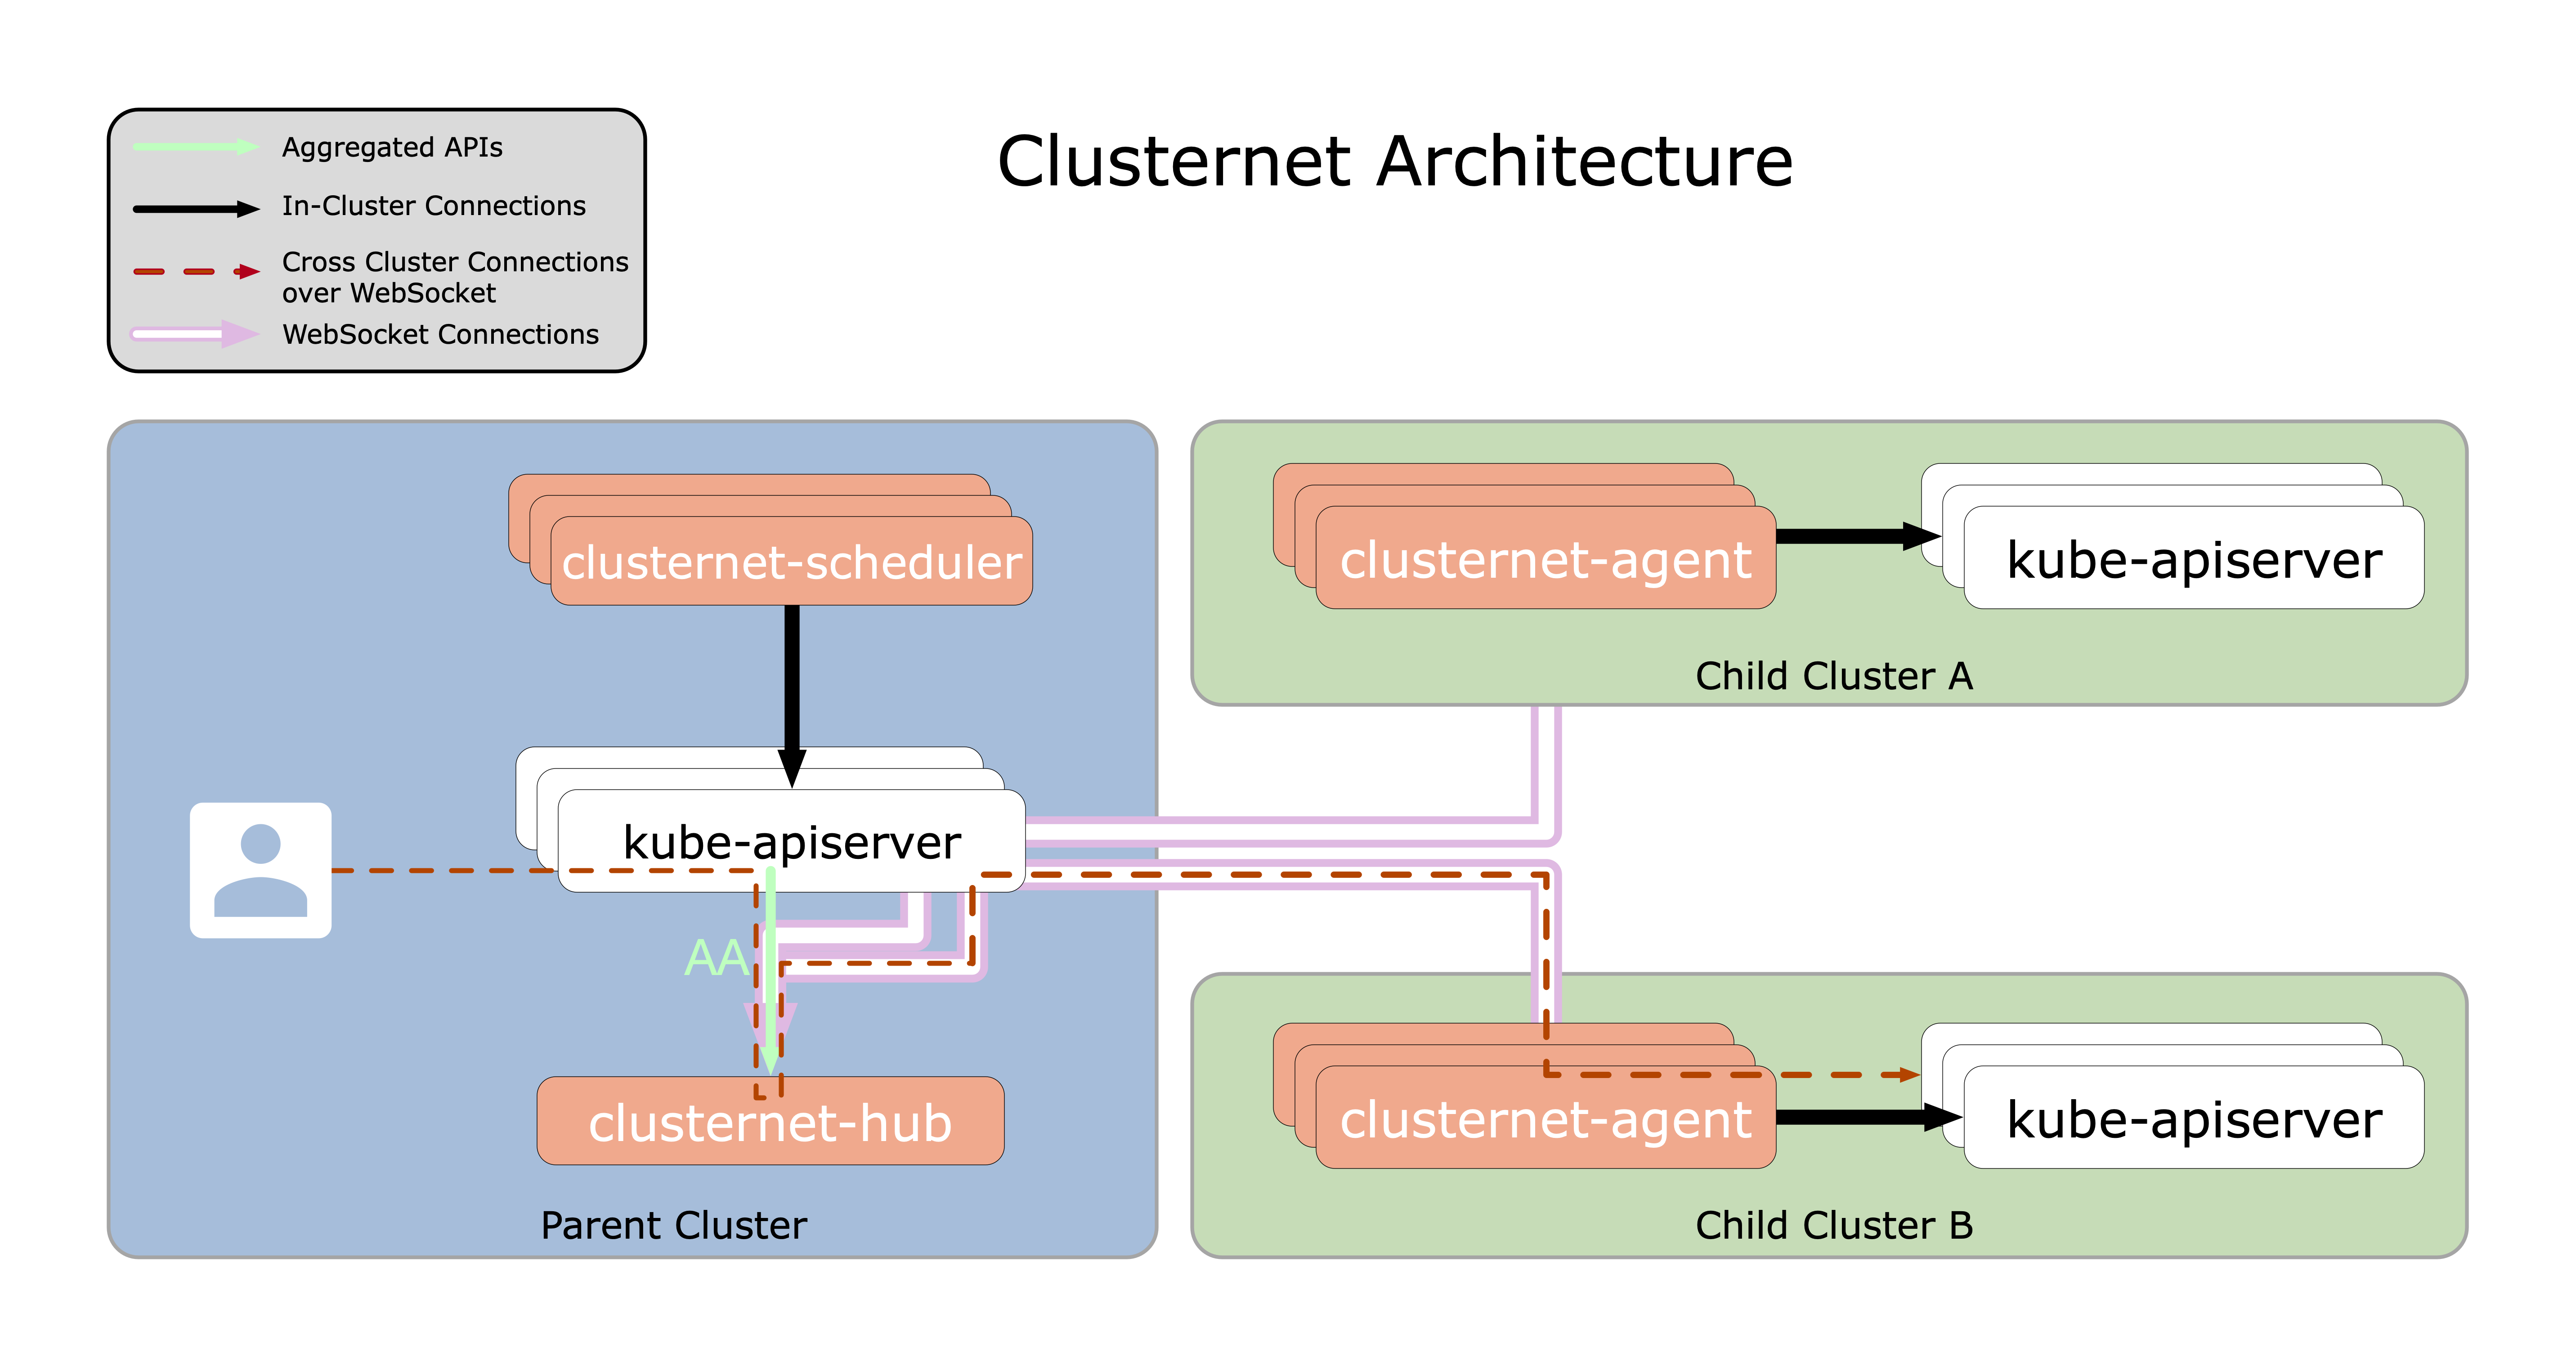 Clusternet Architecture
Aggregated APIs
In-Cluster Connections
Cross Cluster Connections
over WebSocket
WebSocket Connections
clusternet-scheduler
kube-apiserver
AA
clusternet-hub
Parent Cluster
clusternet-agent
kube-apiserver
Child Cluster A
clusternet-agent
kube-apiserver
Child Cluster B